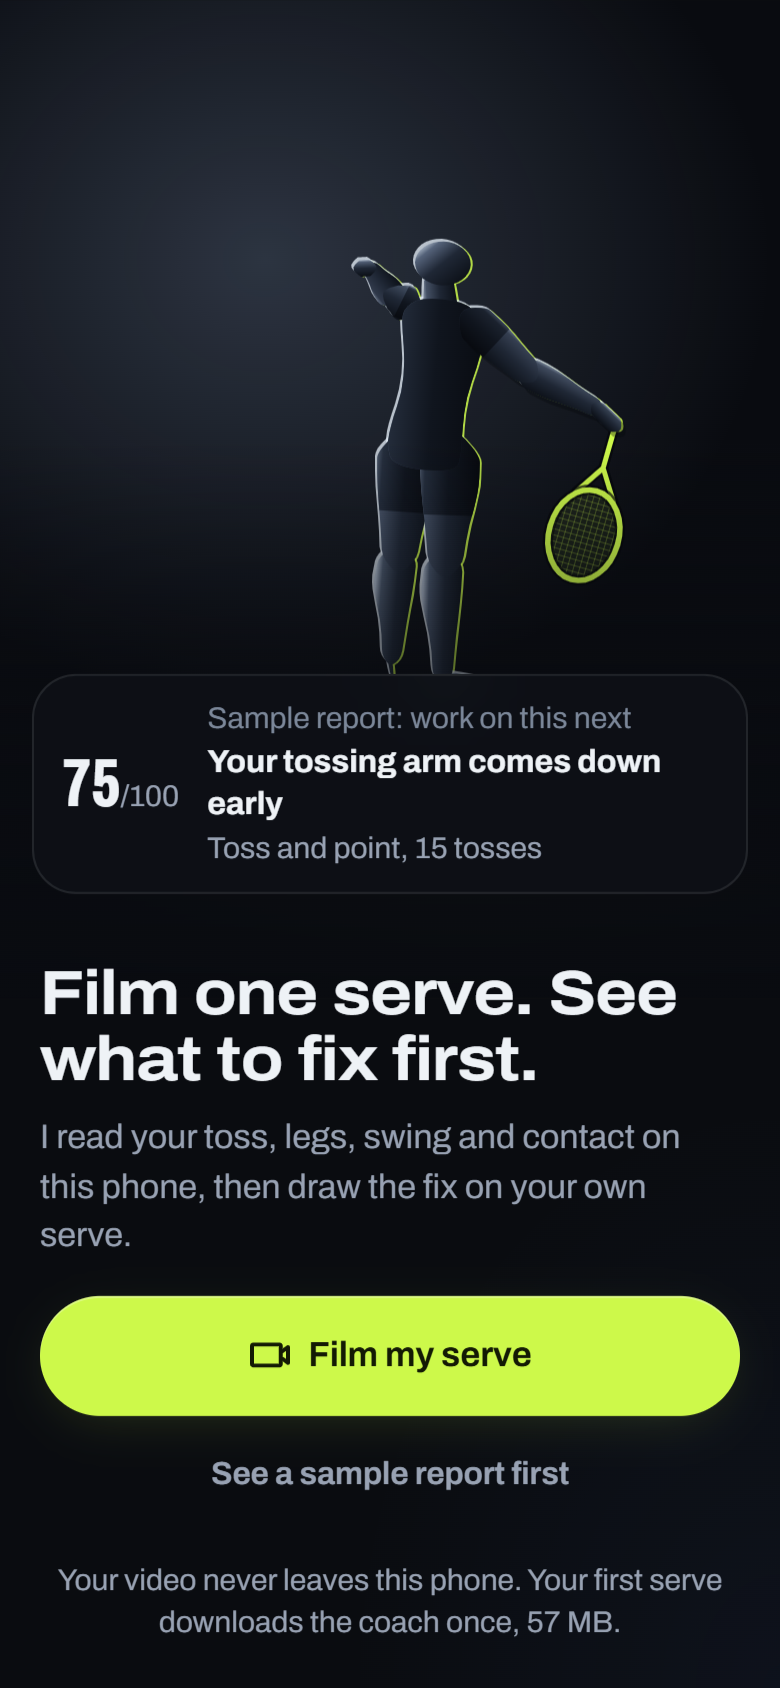 Sample report: work on this next
75/100
Your tossing arm comes down
early
Toss and point, 15 tosses
Film one serve. See
what to fix first.
I read your toss, legs, swing and contact on
this phone, then draw the fix on your own
serve.
Film my serve
See a sample report first
Your video never leaves this phone. Your first serve
downloads the coach once, 57 MB.